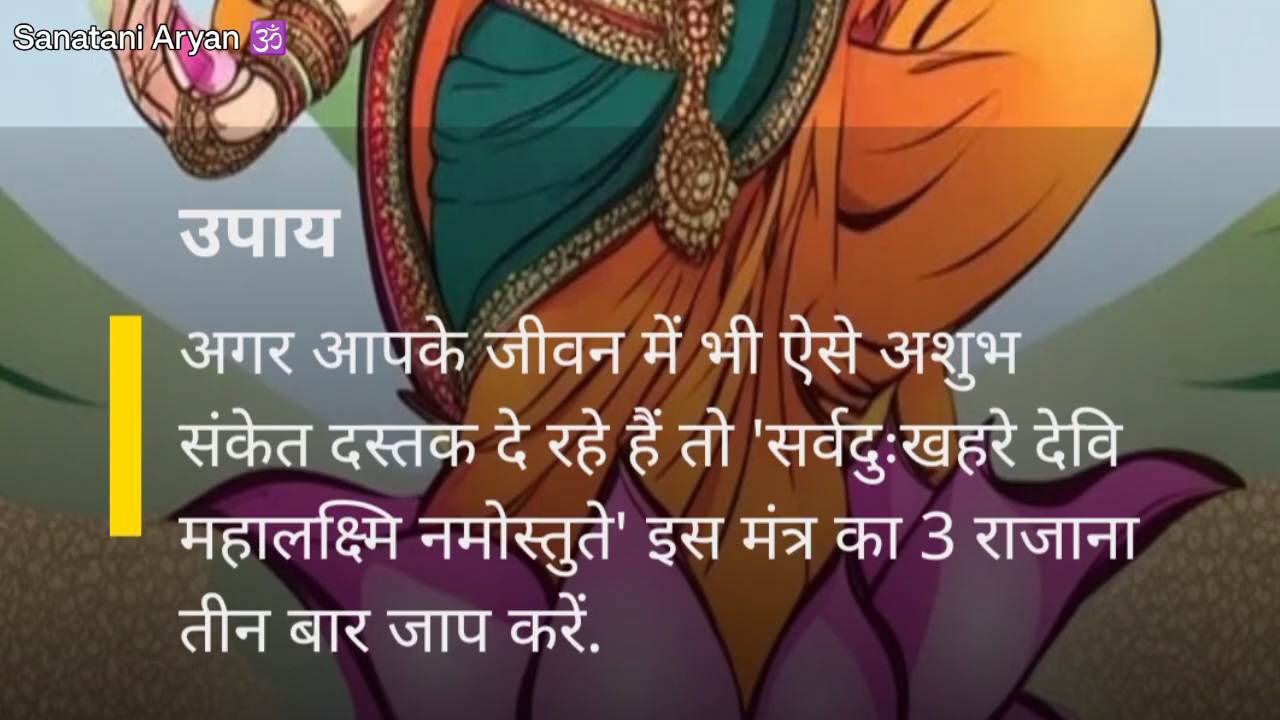 Sanatani Aryan 🕉️
उपाय
अगर आपके जीवन में भी ऐसे अशुभ
संकेत दस्तक दे रहे हैं तो 'सर्वदुःखहरे देवि
महालक्ष्मि नमोस्तुते' इस मंत्र का 3 राजाना
तीन बार जाप करें.